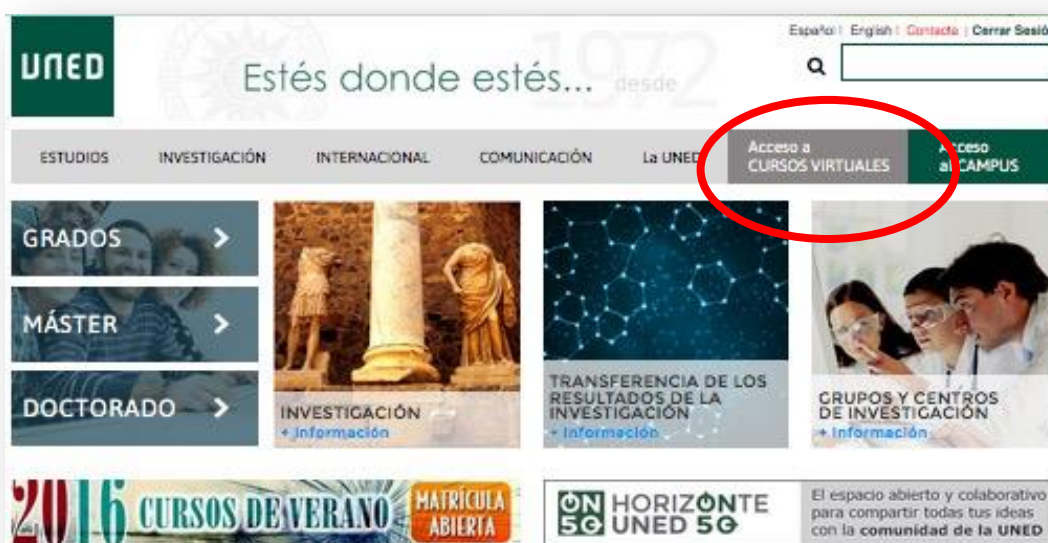 Español | English | Contacta | Cerrar Sesió
UNED
Estés donde estés... desde 1972
ESTUDIOS
INVESTIGACIÓN
INTERNACIONAL
COMUNICACIÓN
La UNED
Acceso a
CURSOS VIRTUALES
Acceso
al CAMPUS
GRADOS
MÁSTER
DOCTORADO
INVESTIGACIÓN
+ Información
TRANSFERENCIA DE LOS
RESULTADOS DE LA
INVESTIGACIÓN
+ Información
GRUPOS Y CENTROS
DE INVESTIGACIÓN
+ Información
2016 CURSOS DE VERANO
MATRÍCULA
ABIERTA
ON
50
HORIZONTE
UNED 50
El espacio abierto y colaborativo
para compartir todas tus ideas
con la comunidad de la UNED